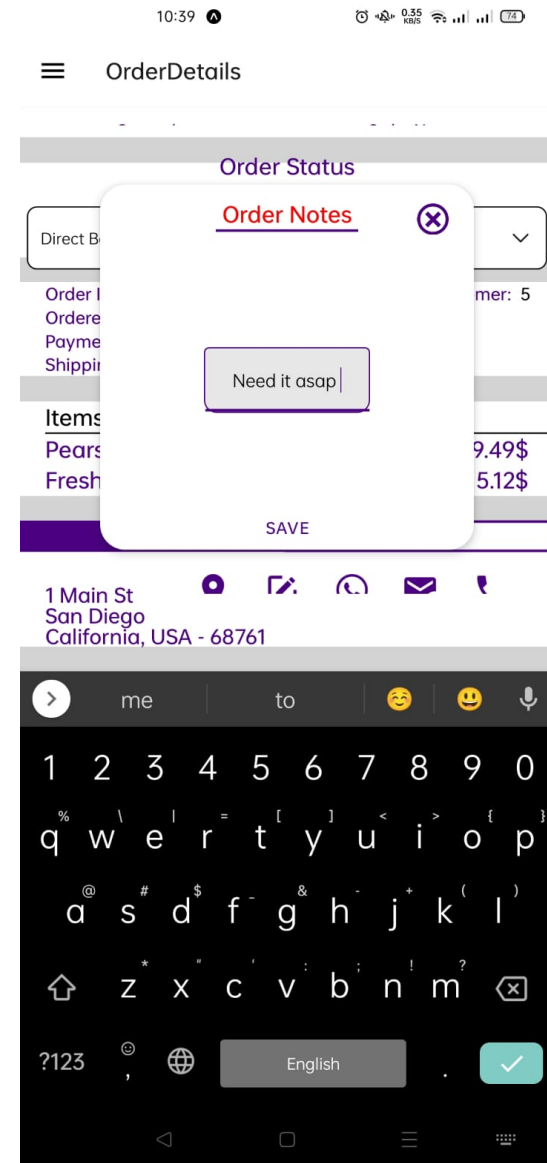 10:39 0.35 KB/S 74
OrderDetails
Order Status
Order Notes
Direct B
Order I mer: 5
Ordere
Payme
Shippin
Need it asap
Items
Pears 9.49$
Fresh 5.12$
SAVE
1 Main St
San Diego
California, USA - 68761
me to
1 2 3 4 5 6 7 8 9 0
% \ | = [ ] < > { }
q w e r t y u i o p
@ # $ - & - + ( )
a s d f g h j k l
* " ' : ; ! ?
z x c v b n m
?123 , English .